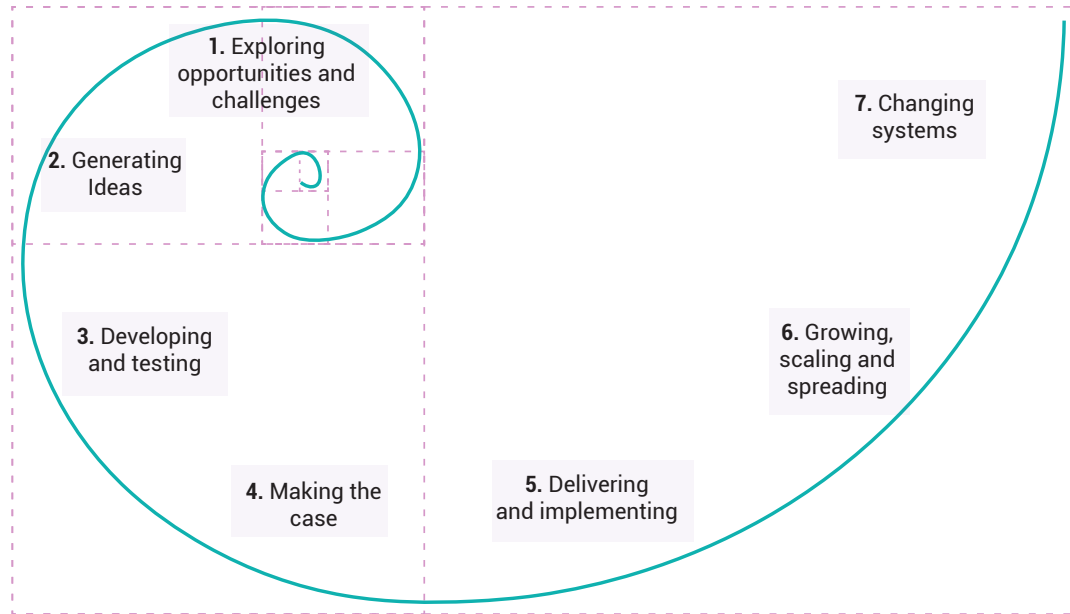 1. Exploring
opportunities and
challenges
2. Generating
Ideas
3. Developing
and testing
4. Making the
case
5. Delivering
and implementing
6. Growing,
scaling and
spreading
7. Changing
systems